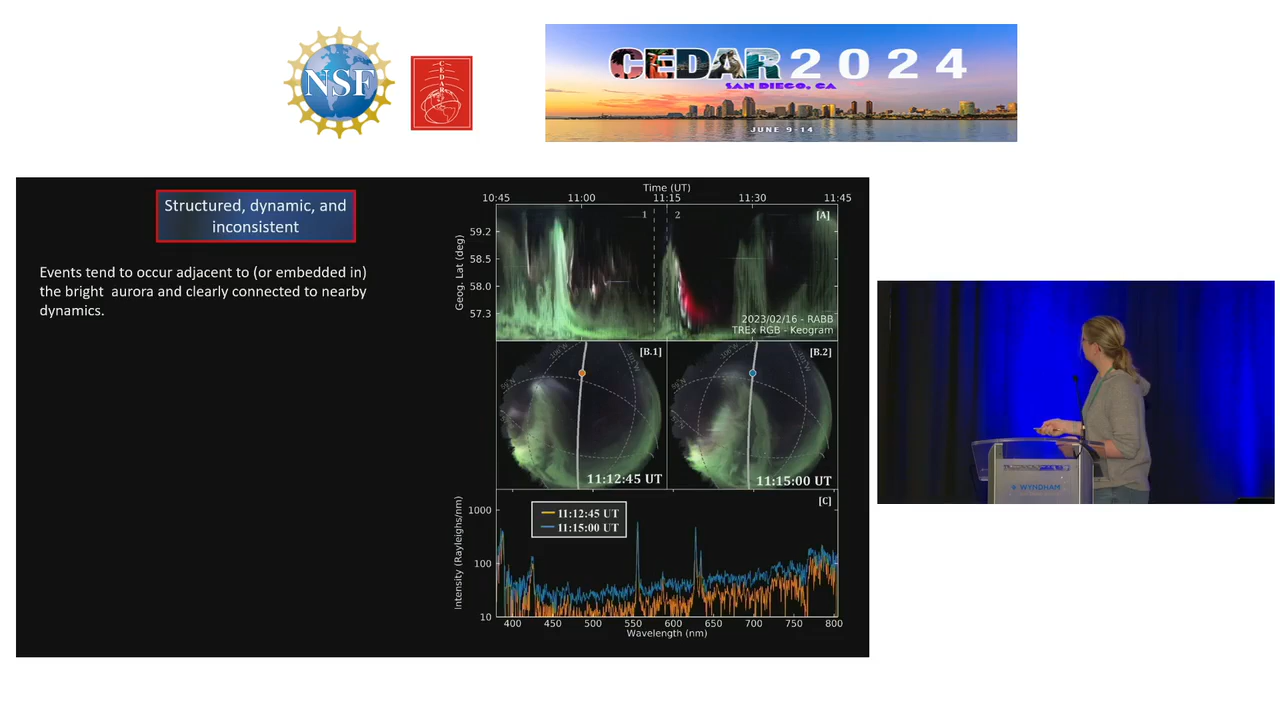 NSF
CEDAR
CEDAR 2024
SAN DIEGO, CA
JUNE 9-14
Structured, dynamic, and
inconsistent
Events tend to occur adjacent to (or embedded in)
the bright aurora and clearly connected to nearby
dynamics.
Time (UT)
10:45 11:00 11:15 11:30 11:45
1 2 [A]
Geog. Lat (deg)
59.2
58.5
58.0
57.3
2023/02/16 - RABB
TREx RGB - Keogram
[B.1] [B.2]
11:12:45 UT 11:15:00 UT
[C]
Intensity (Rayleighs/nm)
1000
100
10
11:12:45 UT
11:15:00 UT
400 450 500 550 600 650 700 750 800
Wavelength (nm)
WYNDHAM